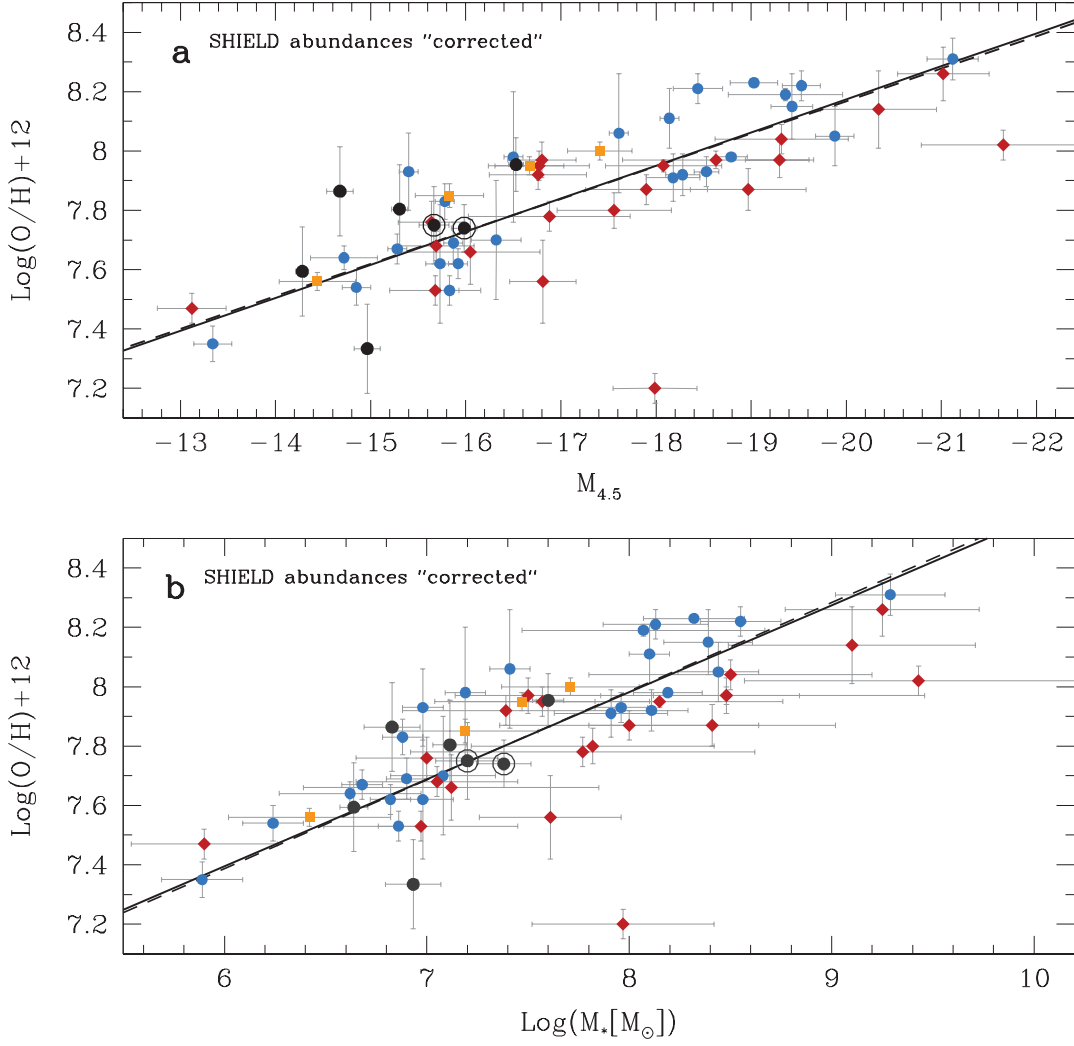 a SHIELD abundances "corrected"
Log(O/H)+12
8.4
8.2
8
7.8
7.6
7.4
7.2
−13 −14 −15 −16 −17 −18 −19 −20 −21 −22
M4.5
b SHIELD abundances "corrected"
Log(O/H)+12
8.4
8.2
8
7.8
7.6
7.4
7.2
6 7 8 9 10
Log(M*[M⊙])